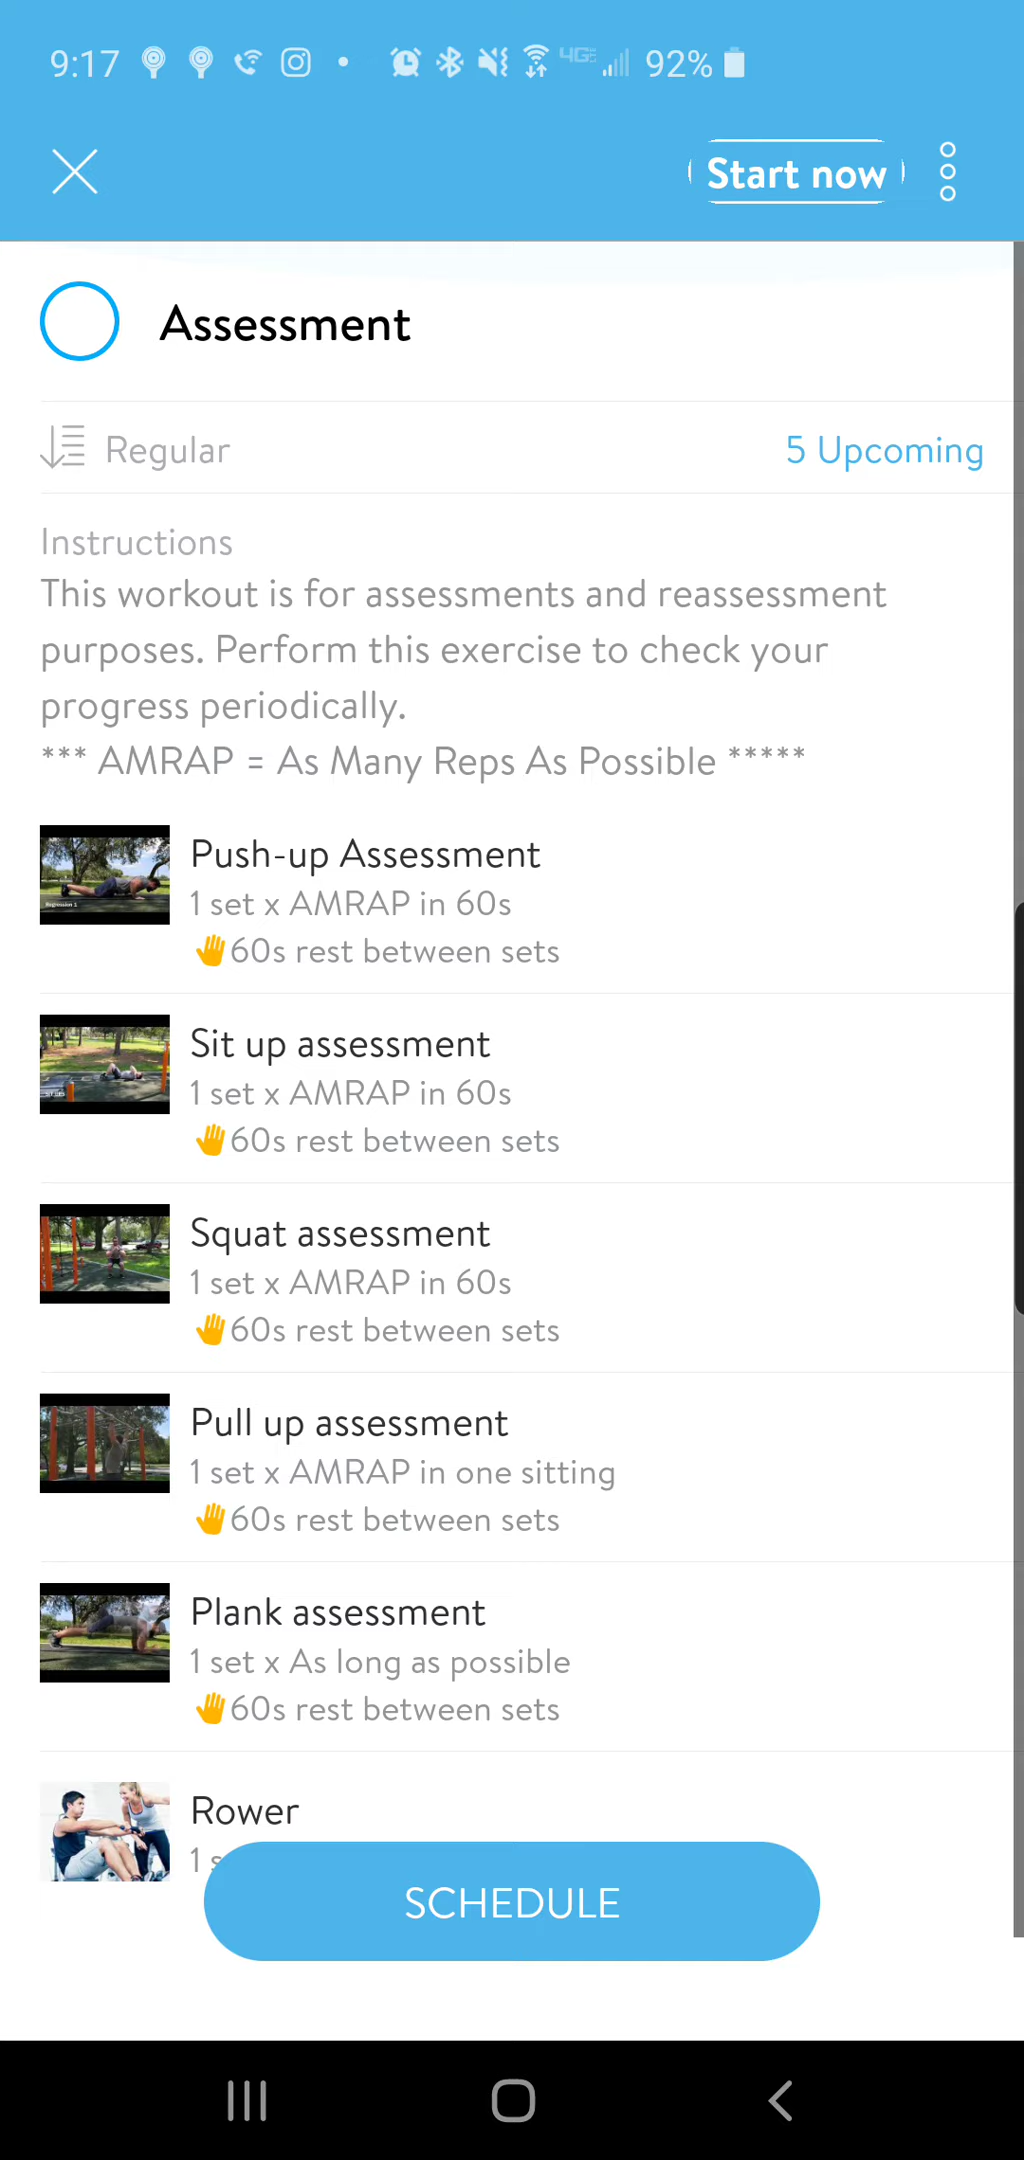 9:17 4GE 92%
Start now
Assessment
Regular 5 Upcoming
Instructions
This workout is for assessments and reassessment
purposes. Perform this exercise to check your
progress periodically.
*** AMRAP = As Many Reps As Possible *****
Push-up Assessment
1 set x AMRAP in 60s
60s rest between sets
Sit up assessment
1 set x AMRAP in 60s
60s rest between sets
Squat assessment
1 set x AMRAP in 60s
60s rest between sets
Pull up assessment
1 set x AMRAP in one sitting
60s rest between sets
Plank assessment
1 set x As long as possible
60s rest between sets
Rower
1 s
SCHEDULE